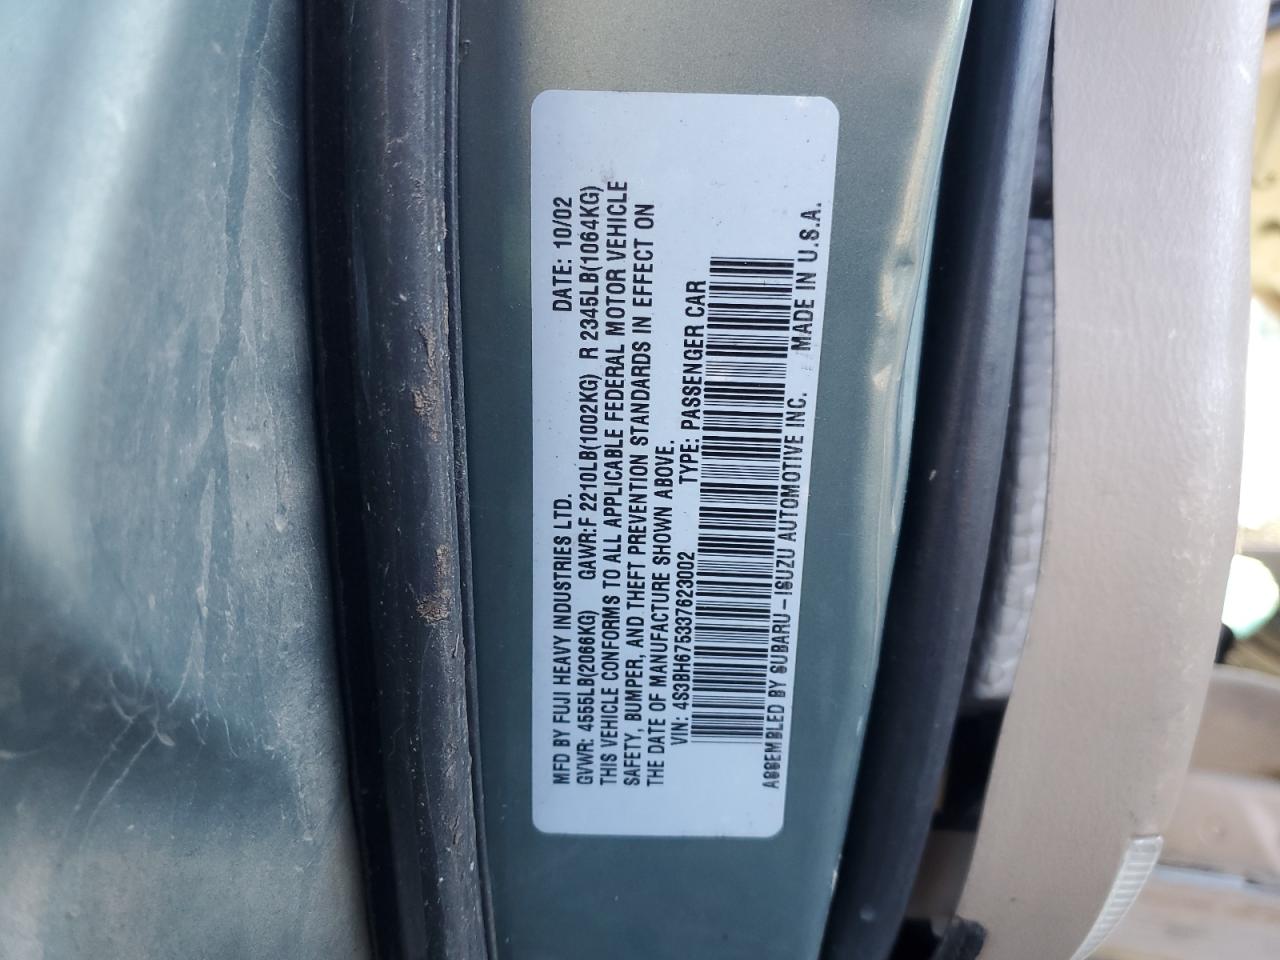 MFD BY FUJI HEAVY INDUSTRIES LTD. DATE: 10/02
GVWR: 4555LB(2066KG) GAWR:F 2210LB(1002KG) R 2345LB(1064KG)
THIS VEHICLE CONFORMS TO ALL APPLICABLE FEDERAL MOTOR VEHICLE
SAFETY, BUMPER, AND THEFT PREVENTION STANDARDS IN EFFECT ON
THE DATE OF MANUFACTURE SHOWN ABOVE.
VIN: 4S3BH675337623002 TYPE: PASSENGER CAR
ASSEMBLED BY SUBARU-ISUZU AUTOMOTIVE INC. MADE IN U.S.A.